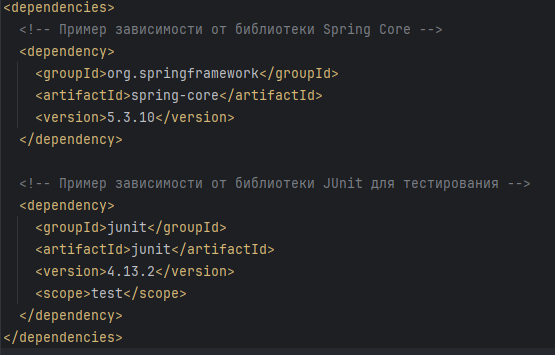 <dependencies>
<!-- Пример зависимости от библиотеки Spring Core -->
<dependency>
<groupId>org.springframework</groupId>
<artifactId>spring-core</artifactId>
<version>5.3.10</version>
</dependency>
<!-- Пример зависимости от библиотеки JUnit для тестирования -->
<dependency>
<groupId>junit</groupId>
<artifactId>junit</artifactId>
<version>4.13.2</version>
<scope>test</scope>
</dependency>
</dependencies>